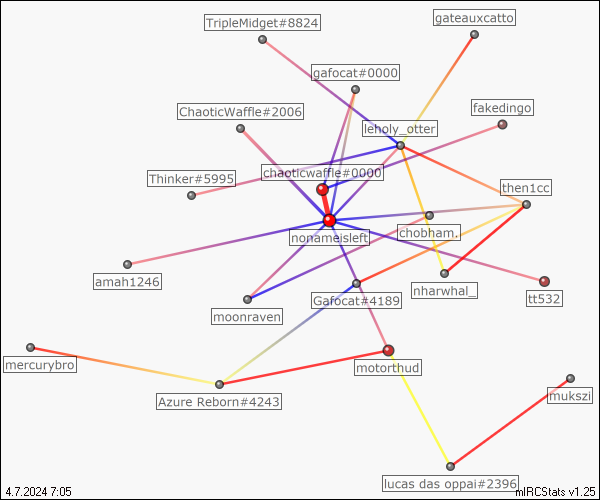 gateauxcatto
TripleMidget#8824
gafocat#0000
fakedingo
ChaoticWaffle#2006
leholy_otter
chaoticwaffle#0000
Thinker#5995
then1cc
chobham.
nonameisleft
amah1246
nharwhal_
tt532
Gafocat#4189
moonraven
mercurybro
motorthud
mukszi
Azure Reborn#4243
lucas das oppai#2396
4.7.2024 7:05
mIRCStats v1.25